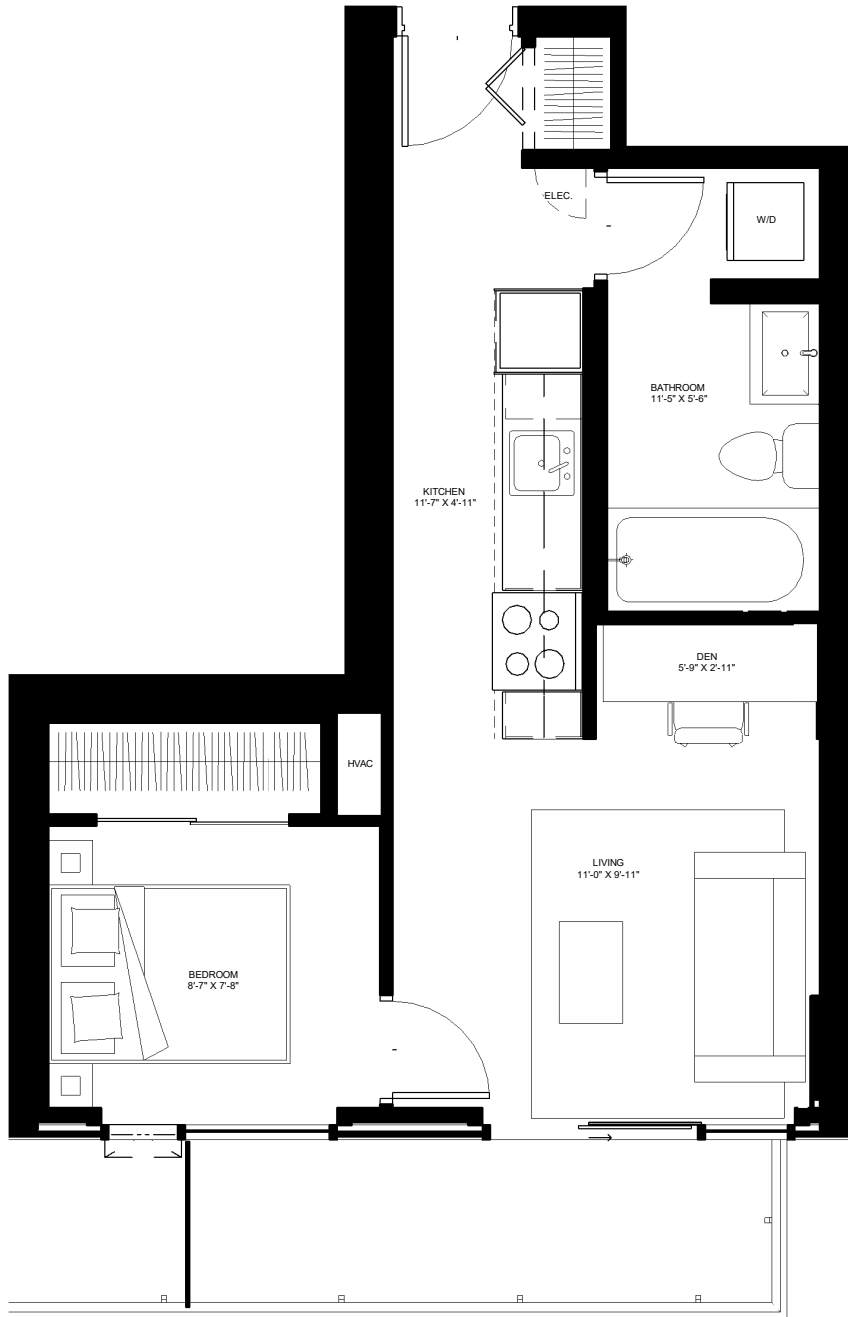 ELEC.
W/D
BATHROOM
11'-5" X 5'-6"
KITCHEN
11'-7" X 4'-11"
DEN
5'-9" X 2'-11"
HVAC
LIVING
11'-0" X 9'-11"
BEDROOM
8'-7" X 7'-8"